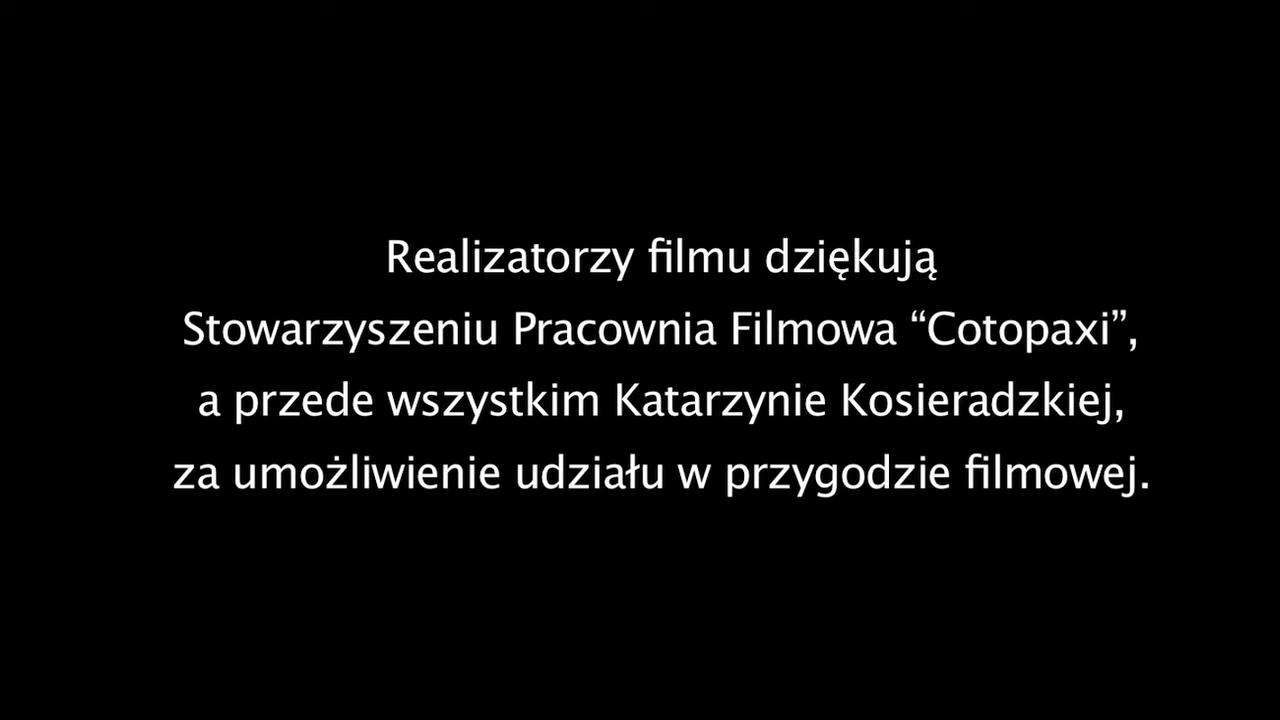 Realizatorzy filmu dziękują
Stowarzyszeniu Pracownia Filmowa “Cotopaxi”,
a przede wszystkim Katarzynie Kosieradzkiej,
za umożliwienie udziału w przygodzie filmowej.